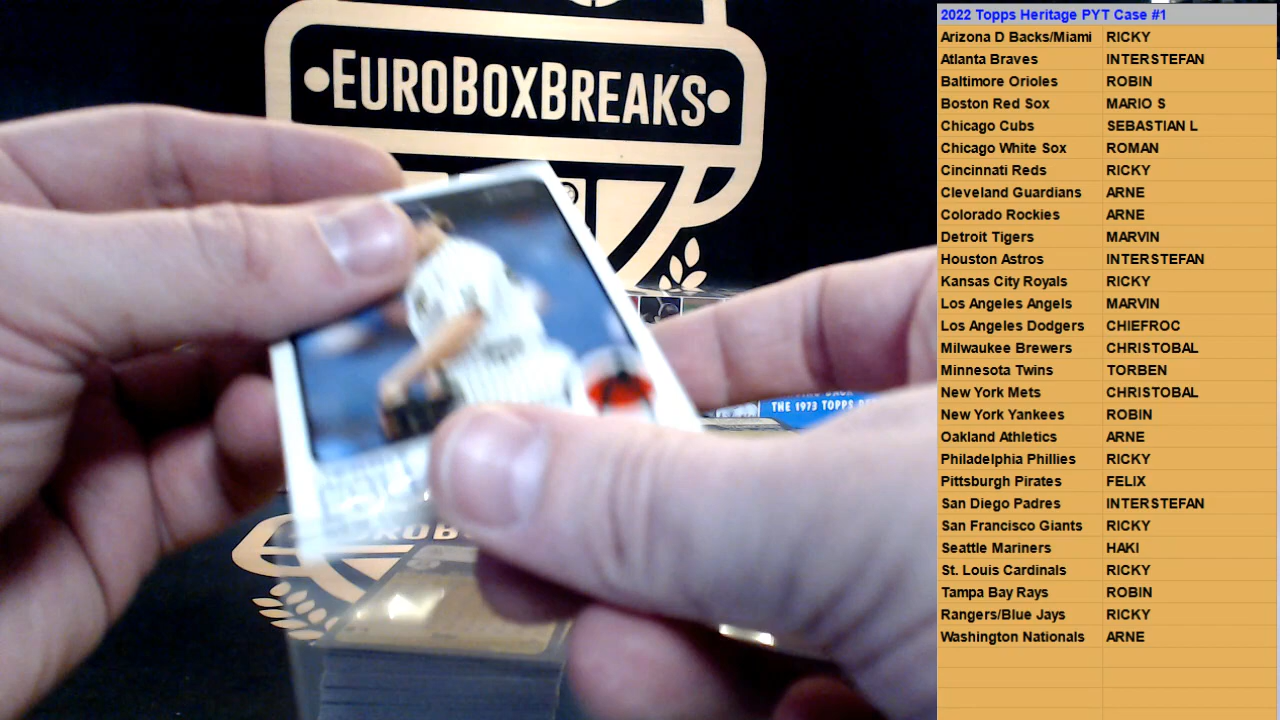 EUROBOXBREAKS
THE 1973 TOPPS
2022 Topps Heritage PYT Case #1
Arizona D Backs/Miami RICKY
Atlanta Braves INTERSTEFAN
Baltimore Orioles ROBIN
Boston Red Sox MARIO S
Chicago Cubs SEBASTIAN L
Chicago White Sox ROMAN
Cincinnati Reds RICKY
Cleveland Guardians ARNE
Colorado Rockies ARNE
Detroit Tigers MARVIN
Houston Astros INTERSTEFAN
Kansas City Royals RICKY
Los Angeles Angels MARVIN
Los Angeles Dodgers CHIEFROC
Milwaukee Brewers CHRISTOBAL
Minnesota Twins TORBEN
New York Mets CHRISTOBAL
New York Yankees ROBIN
Oakland Athletics ARNE
Philadelphia Phillies RICKY
Pittsburgh Pirates FELIX
San Diego Padres INTERSTEFAN
San Francisco Giants RICKY
Seattle Mariners HAKI
St. Louis Cardinals RICKY
Tampa Bay Rays ROBIN
Rangers/Blue Jays RICKY
Washington Nationals ARNE